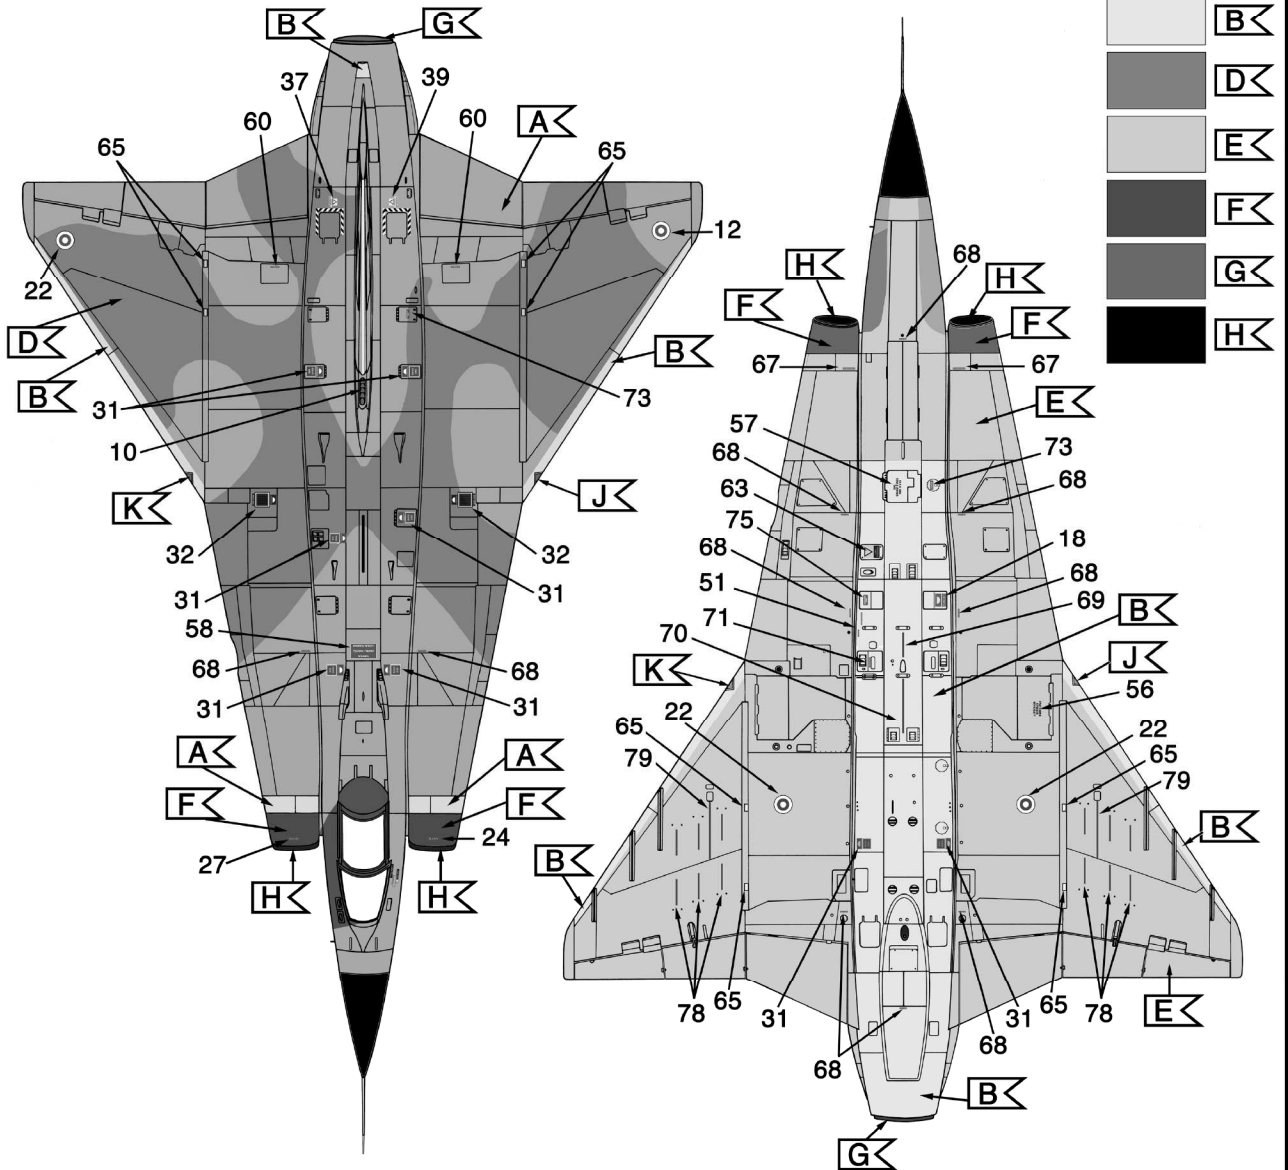 B G
37 39
60 60 A
65 65
22 12
D
B B
31 73
10
K J
32 32
31 31
58
68 68
31 31
A A
F F
27 24
H H
B
D
E
F
G
H
68
H H
F F
67 67
57 E
68 73
63 68
75
68 18
51 68
71 69
70 B
K J
56
22 22
65 65
79 79
B B
78 65 31 31 65 78
E
68 68
B
G